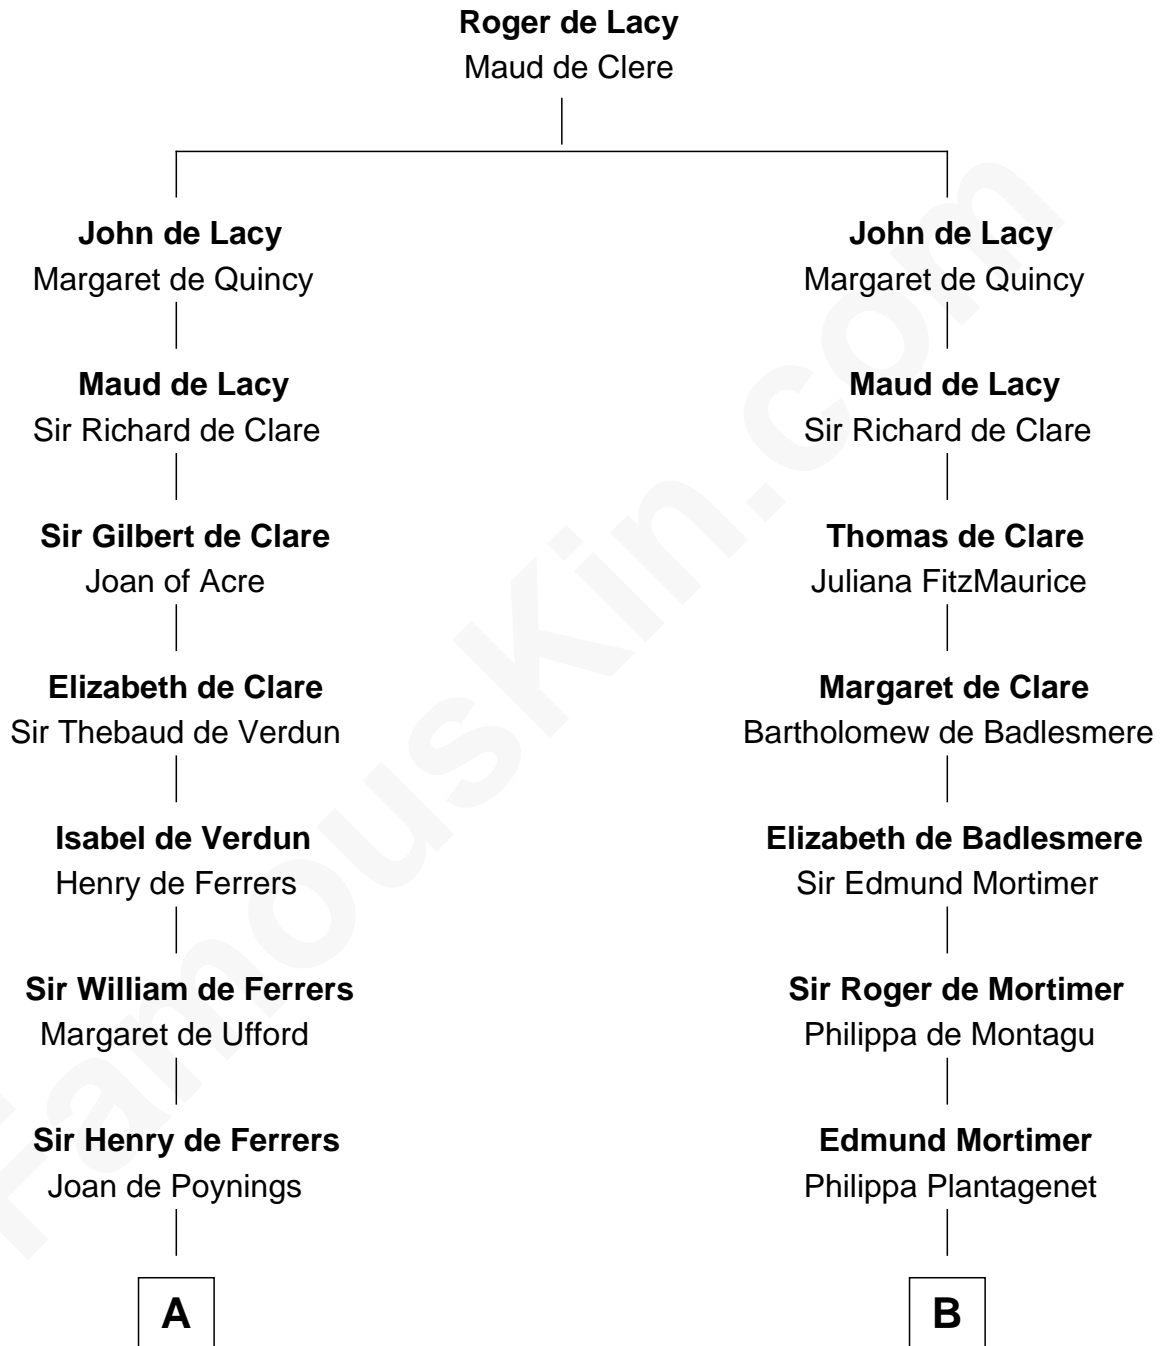 Roger de Lacy
Maud de Clere
John de Lacy
Margaret de Quincy
Maud de Lacy
Sir Richard de Clare
Sir Gilbert de Clare
Joan of Acre
Elizabeth de Clare
Sir Thebaud de Verdun
Isabel de Verdun
Henry de Ferrers
Sir William de Ferrers
Margaret de Ufford
Sir Henry de Ferrers
Joan de Poynings
A
John de Lacy
Margaret de Quincy
Maud de Lacy
Sir Richard de Clare
Thomas de Clare
Juliana FitzMaurice
Margaret de Clare
Bartholomew de Badlesmere
Elizabeth de Badlesmere
Sir Edmund Mortimer
Sir Roger de Mortimer
Philippa de Montagu
Edmund Mortimer
Philippa Plantagenet
B
FamousKin.com